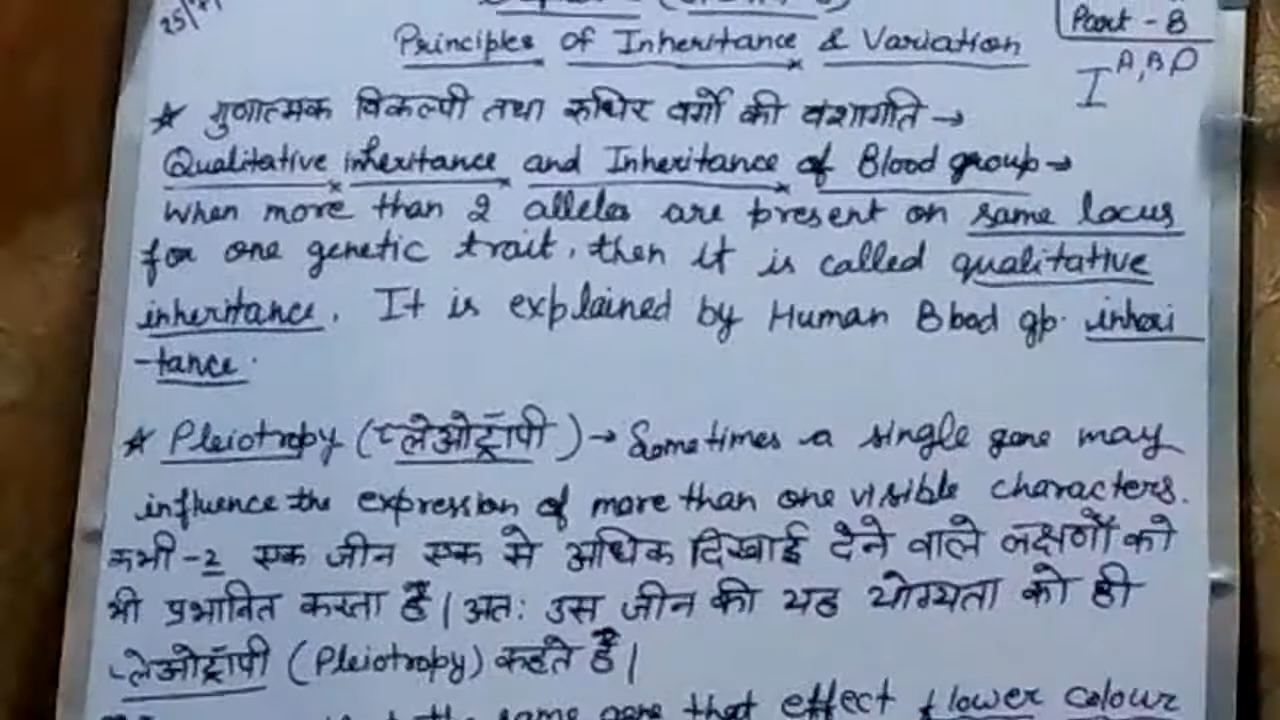 25/
Part - B
Principles of Inheritance & Variation
I A,B,O
★ गुणात्मक विकल्पी तथा रुधिर वर्गों की वंशागति →
Qualitative inheritance and Inheritance of Blood group →
When more than 2 alleles are present on same locus
for one genetic trait, then it is called qualitative
inheritance. It is explained by Human Blood gp. inheri
-tance.
★ Pleiotropy (प्लेओट्रॉपी) → Sometimes a single gene may
influence the expression of more than one visible characters.
कभी-2 एक जीन एक से अधिक दिखाई देने वाले लक्षणों को
भी प्रभावित करता है। अतः उस जीन की यह योग्यता को ही
प्लेओट्रॉपी (Pleiotropy) कहते हैं।
the same gene that effect flower colour